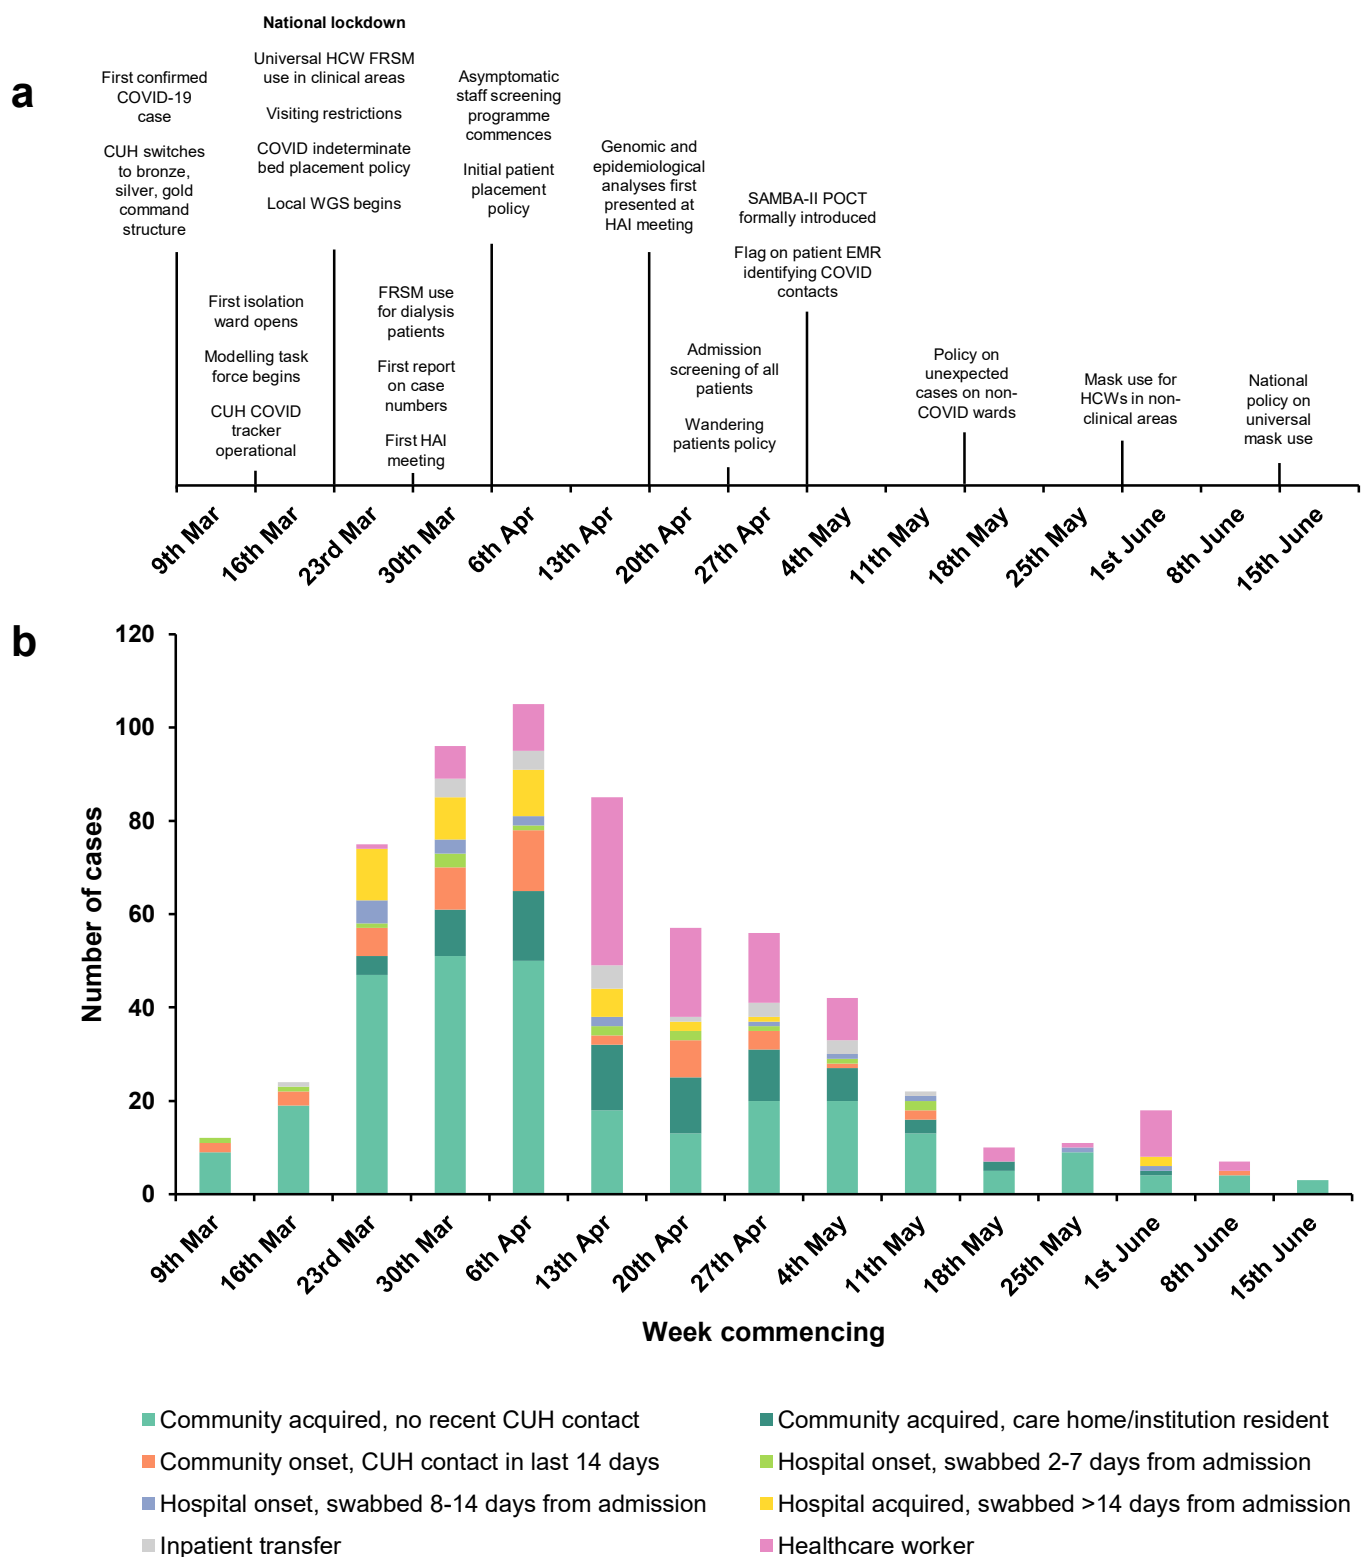 a
First confirmed
COVID-19
case
CUH switches
to bronze,
silver, gold
command
structure
First isolation
ward opens
Modelling task
force begins
CUH COVID
tracker
operational
National lockdown
Universal HCW FRSM
use in clinical areas
Visiting restrictions
COVID indeterminate
bed placement policy
Local WGS begins
FRSM use
for dialysis
patients
First report
on case
numbers
First HAI
meeting
Asymptomatic
staff screening
programme
commences
Initial patient
placement
policy
Genomic and
epidemiological
analyses first
presented at
HAI meeting
Admission
screening of all
patients
Wandering
patients policy
SAMBA-II POCT
formally introduced
Flag on patient EMR
identifying COVID
contacts
Policy on
unexpected
cases on non-
COVID wards
Mask use for
HCWs in non-
clinical areas
National
policy on
universal
mask use
9th Mar
16th Mar
23rd Mar
30th Mar
6th Apr
13th Apr
20th Apr
27th Apr
4th May
11th May
18th May
25th May
1st June
8th June
15th June
b
Number of cases
120
100
80
60
40
20
0
9th Mar
16th Mar
23rd Mar
30th Mar
6th Apr
13th Apr
20th Apr
27th Apr
4th May
11th May
18th May
25th May
1st June
8th June
15th June
Week commencing
Community acquired, no recent CUH contact
Community acquired, care home/institution resident
Community onset, CUH contact in last 14 days
Hospital onset, swabbed 2-7 days from admission
Hospital onset, swabbed 8-14 days from admission
Hospital acquired, swabbed >14 days from admission
Inpatient transfer
Healthcare worker